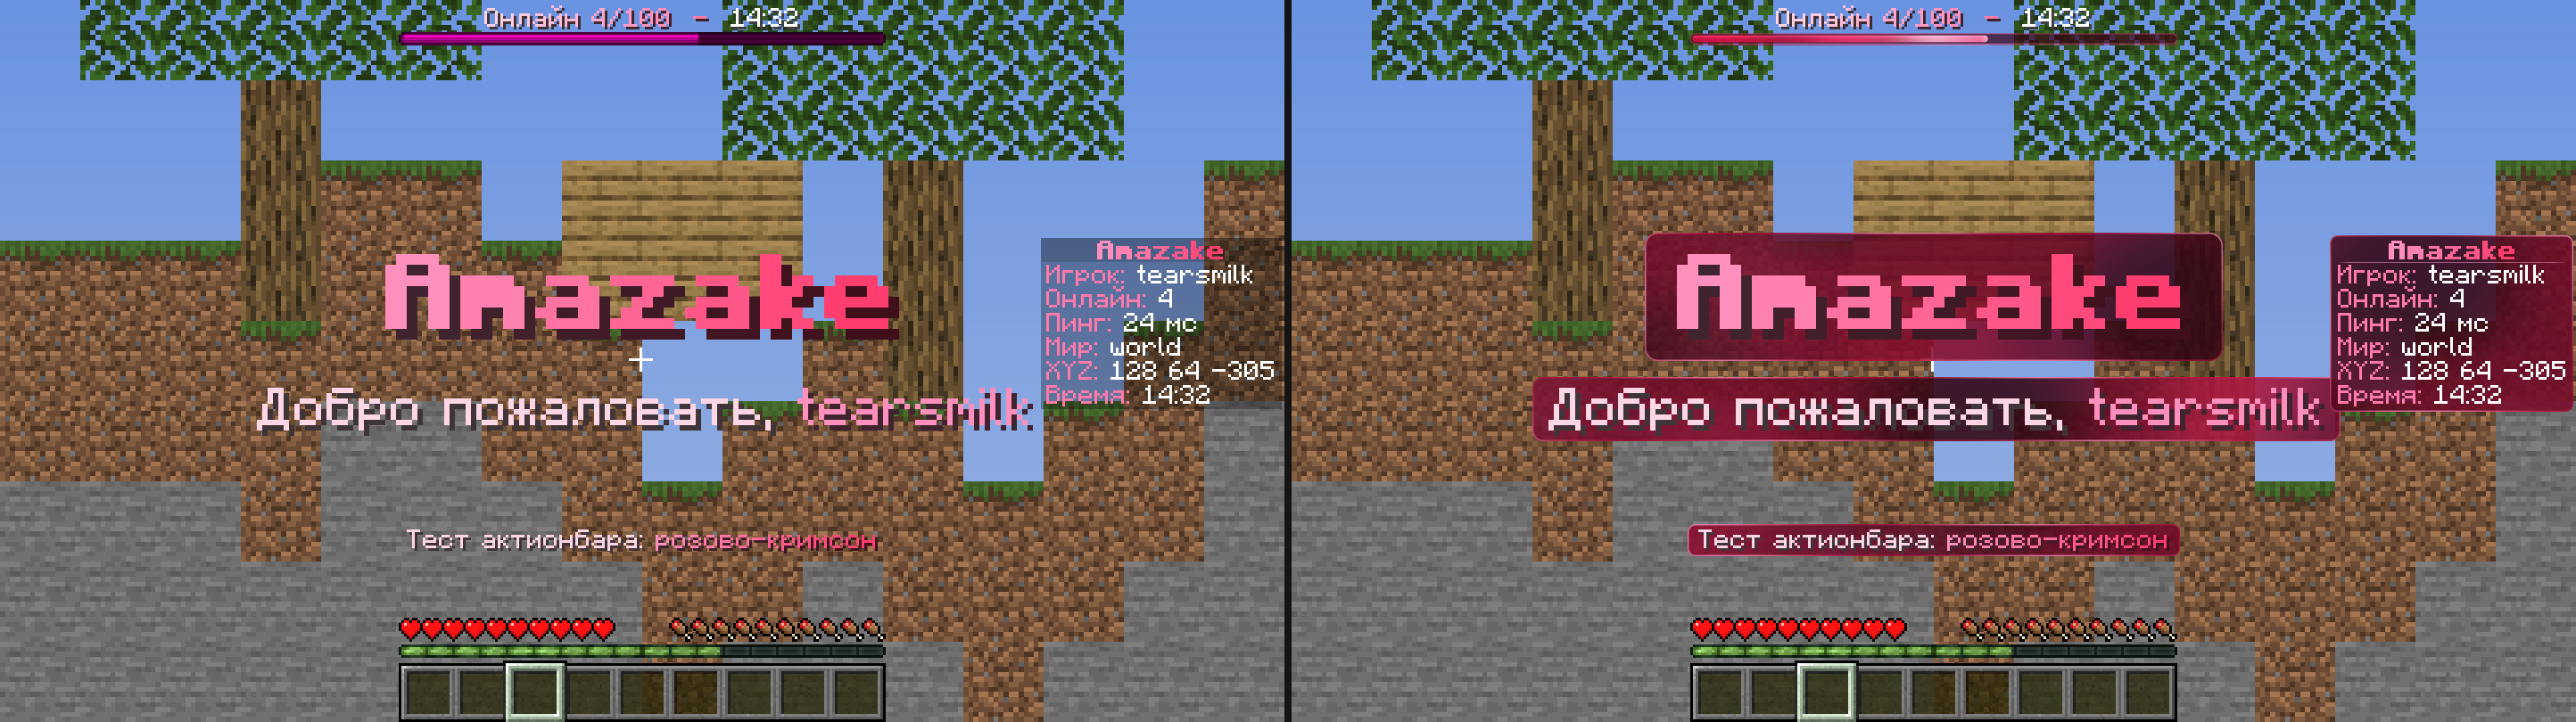 Онлайн 4/100 - 14:32
Amazake
Добро пожаловать, tearsmilk
Amazake
Игрок: tearsmilk
Онлайн: 4
Пинг: 24 мс
Мир: world
XYZ: 128 64 -305
Время: 14:32
Тест актионбара: розово-кримсон
Онлайн 4/100 - 14:32
Amazake
Добро пожаловать, tearsmilk
Amazake
Игрок: tearsmilk
Онлайн: 4
Пинг: 24 мс
Мир: world
XYZ: 128 64 -305
Время: 14:32
Тест актионбара: розово-кримсон